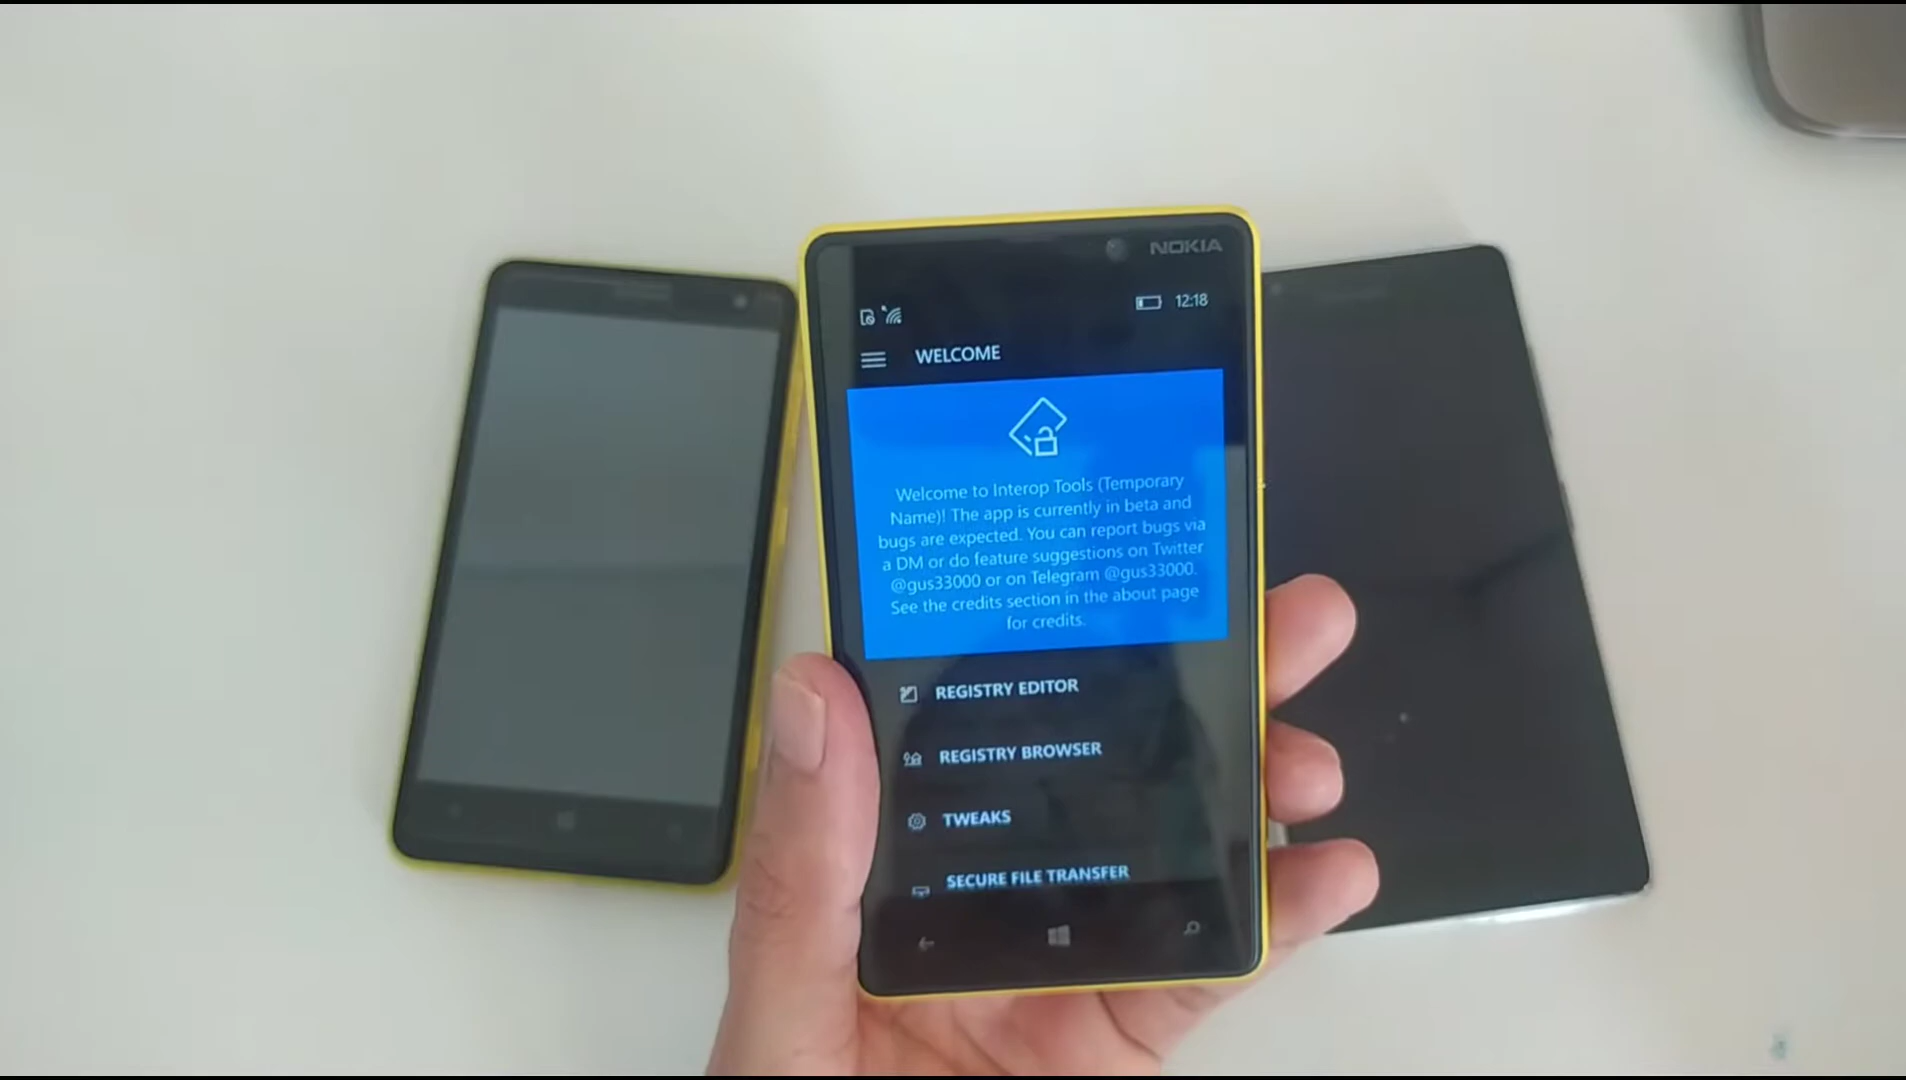 NOKIA
12:18
WELCOME
Welcome to Interop Tools (Temporary
Name)! The app is currently in beta and
bugs are expected. You can report bugs via
a DM or do feature suggestions on Twitter
@gus33000 or on Telegram @gus33000.
See the credits section in the about page
for credits.
REGISTRY EDITOR
REGISTRY BROWSER
TWEAKS
SECURE FILE TRANSFER